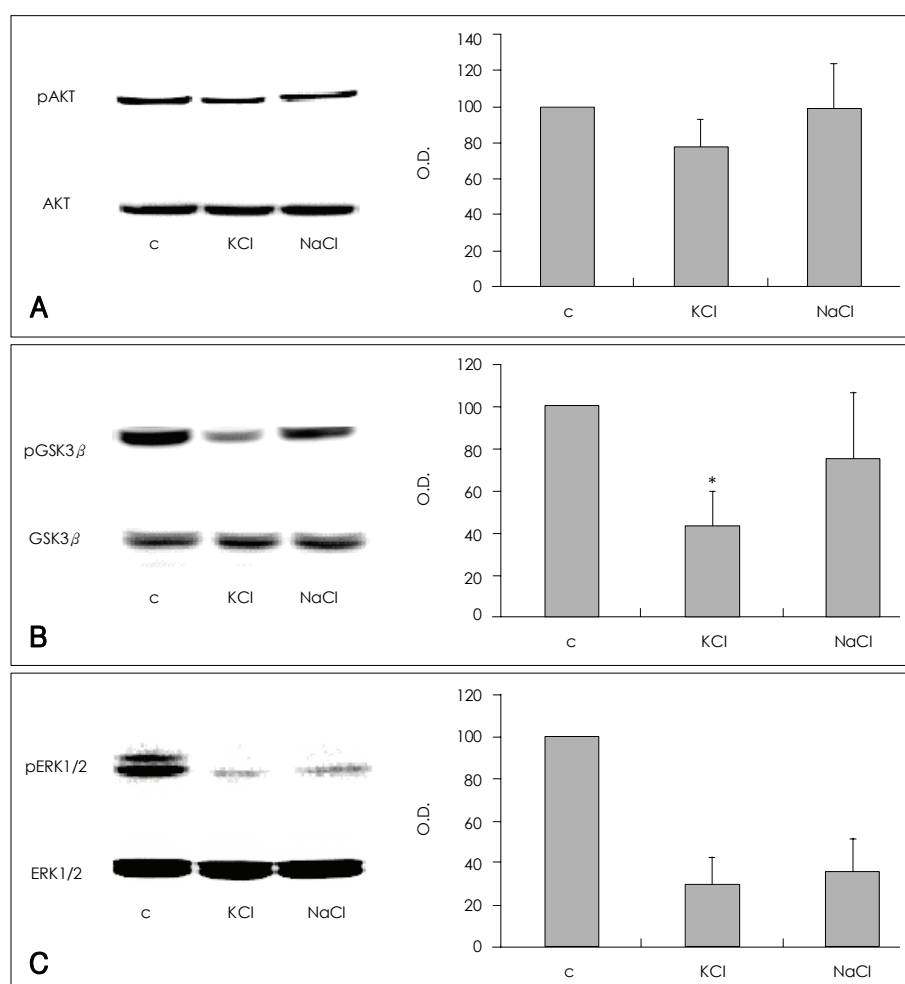 pAKT
AKT
c KCl NaCl
A
O.D.
140
120
100
80
60
40
20
0
c KCl NaCl
pGSK3β
GSK3β
c KCl NaCl
B
O.D.
120
100
80
60
40
20
0
*
c KCl NaCl
pERK1/2
ERK1/2
c KCl NaCl
C
O.D.
120
100
80
60
40
20
0
c KCl NaCl